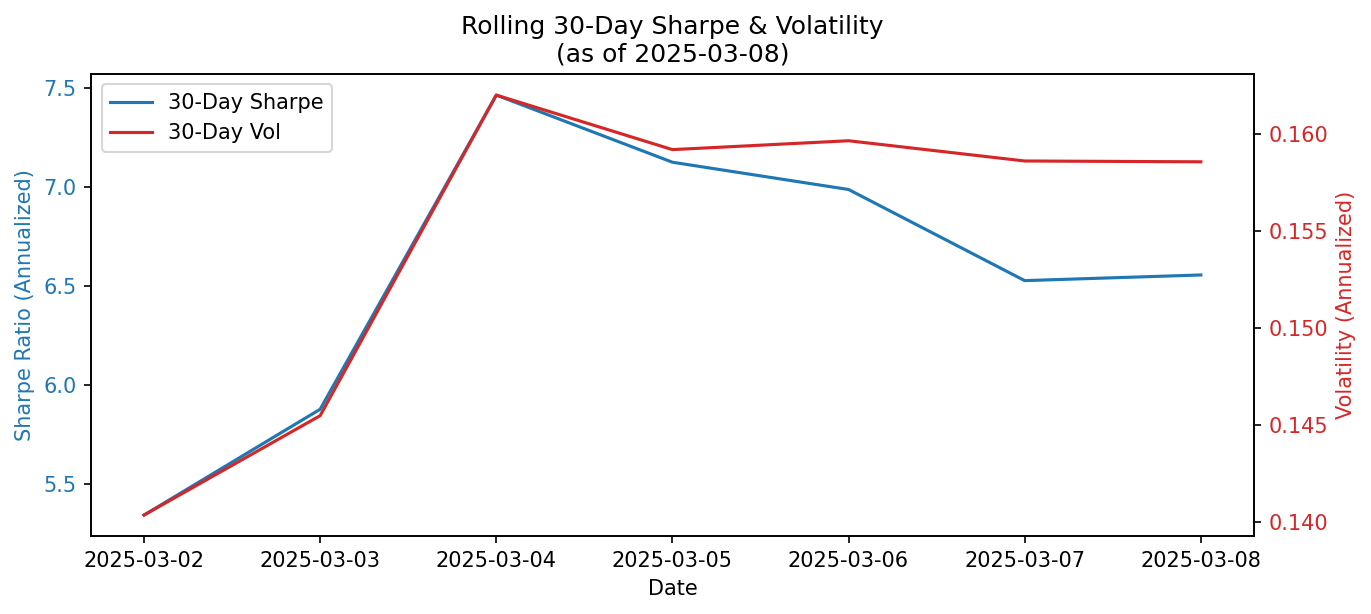 Rolling 30-Day Sharpe & Volatility
(as of 2025-03-08)
30-Day Sharpe
30-Day Vol
Sharpe Ratio (Annualized)
7.5
7.0
6.5
6.0
5.5
0.160
0.155
0.150
0.145
0.140
Volatility (Annualized)
2025-03-02
2025-03-03
2025-03-04
2025-03-05
2025-03-06
2025-03-07
2025-03-08
Date